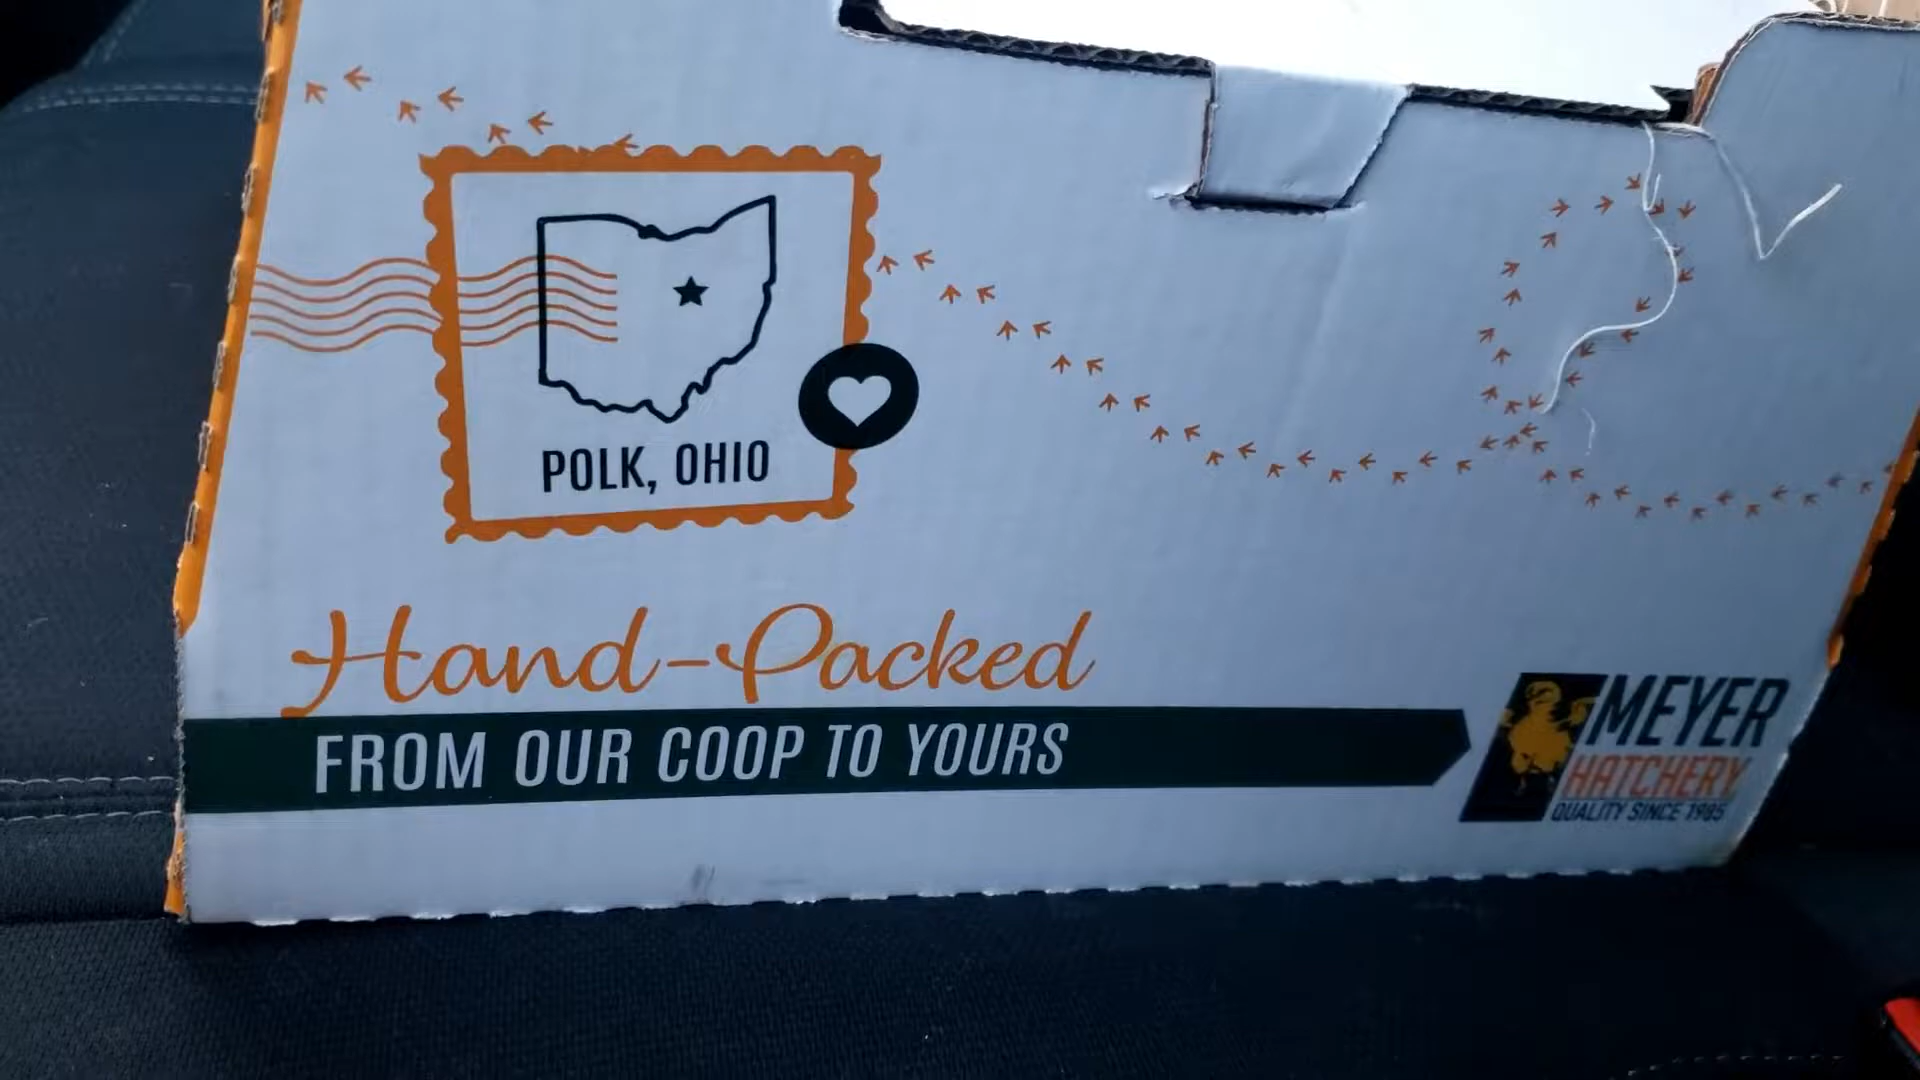 POLK, OHIO
Hand-Packed
FROM OUR COOP TO YOURS
MEYER
HATCHERY
QUALITY SINCE 1985